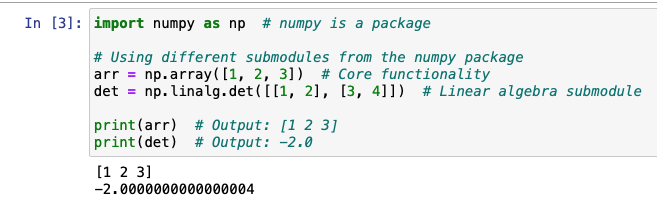 In [3]: import numpy as np  # numpy is a package
# Using different submodules from the numpy package
arr = np.array([1, 2, 3])  # Core functionality
det = np.linalg.det([[1, 2], [3, 4]])  # Linear algebra submodule
print(arr)  # Output: [1 2 3]
print(det)  # Output: -2.0
[1 2 3]
-2.0000000000000004